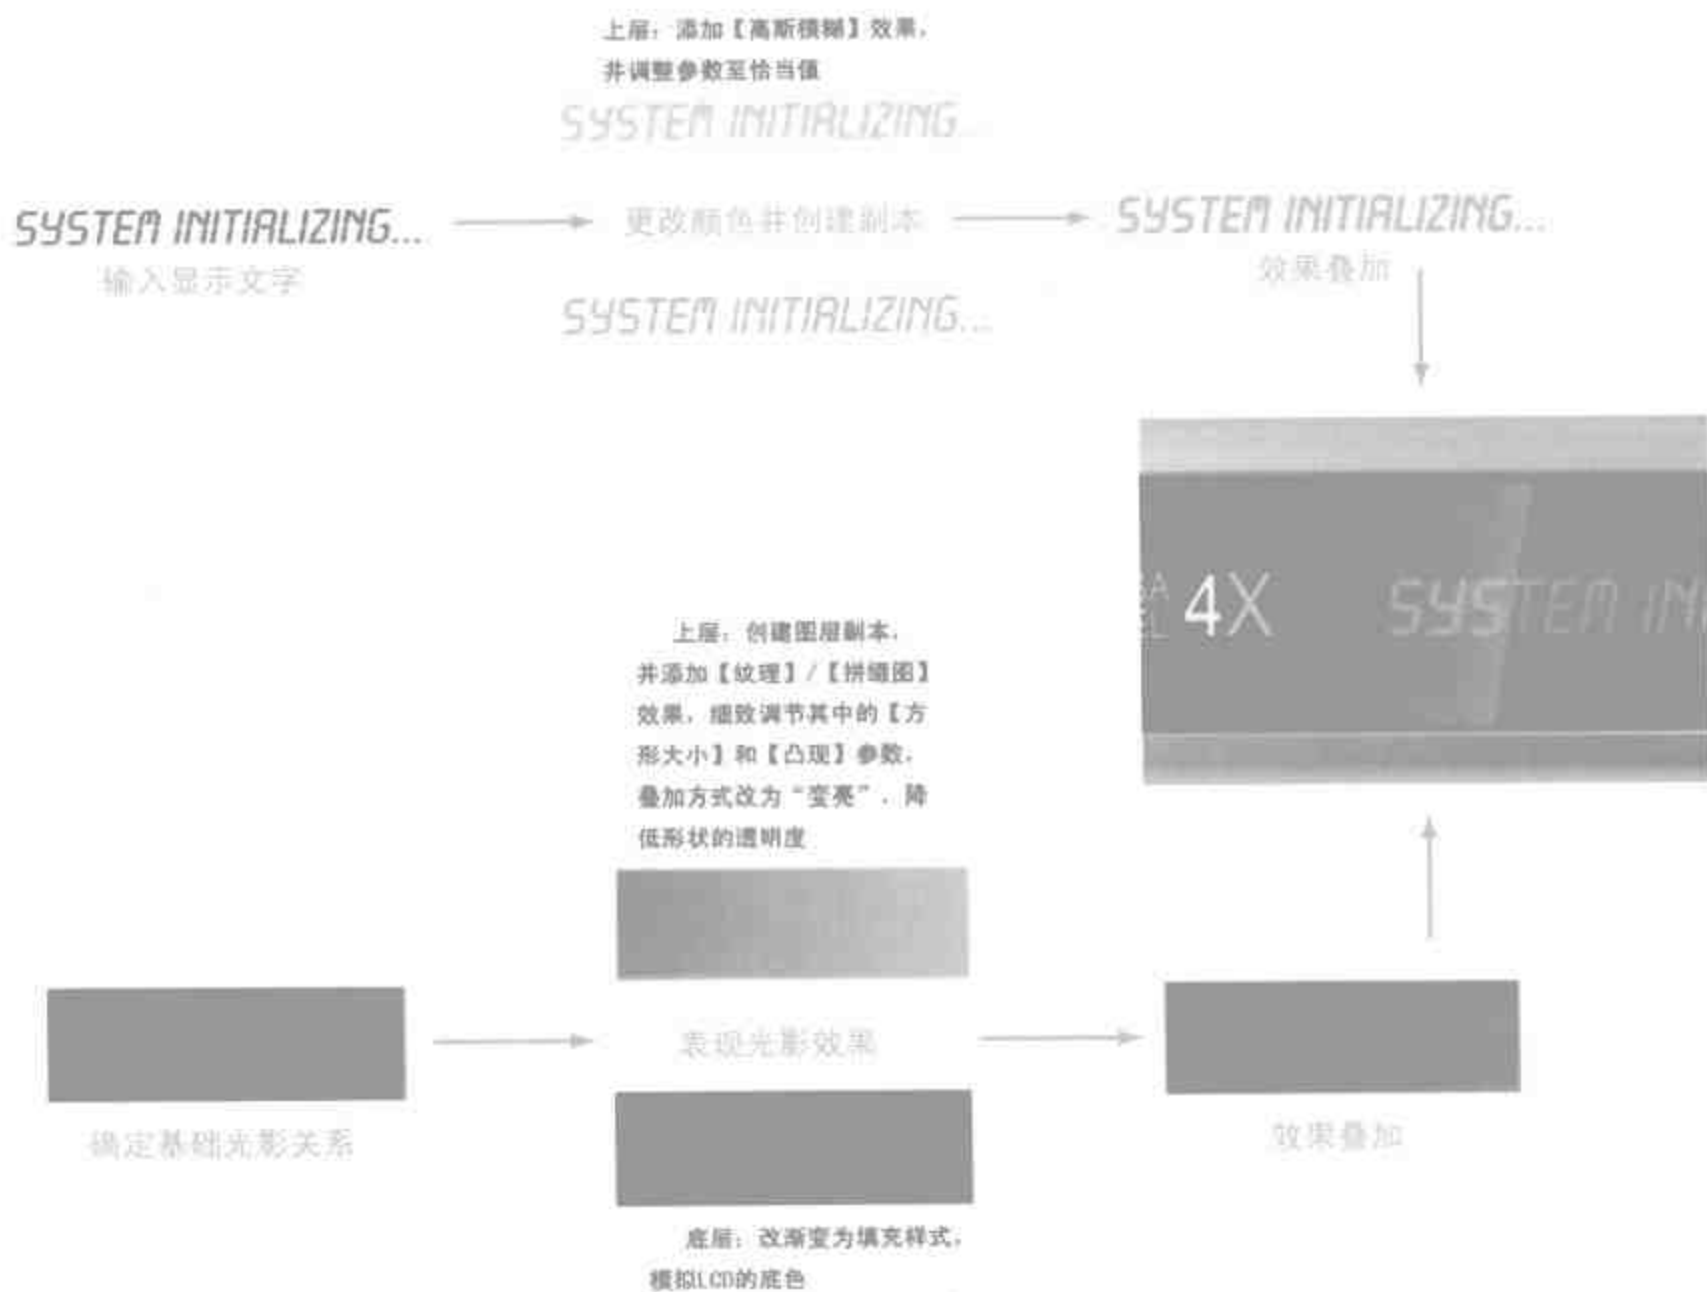 上层：添加【高斯模糊】效果，
并调整参数至恰当值
SYSTEM INITIALIZING...
SYSTEM INITIALIZING...
输入显示文字
更改颜色并创建副本
SYSTEM INITIALIZING...
SYSTEM INITIALIZING...
效果叠加
4X
SYSTEM IN
上层：创建图层副本，
并添加【纹理】/【拼缀图】
效果，细致调节其中的【方
形大小】和【凸现】参数，
叠加方式改为“变亮”，降
低形状的透明度
表现光影效果
确定基础光影关系
效果叠加
底层：改渐变为填充样式，
模拟LCD的底色